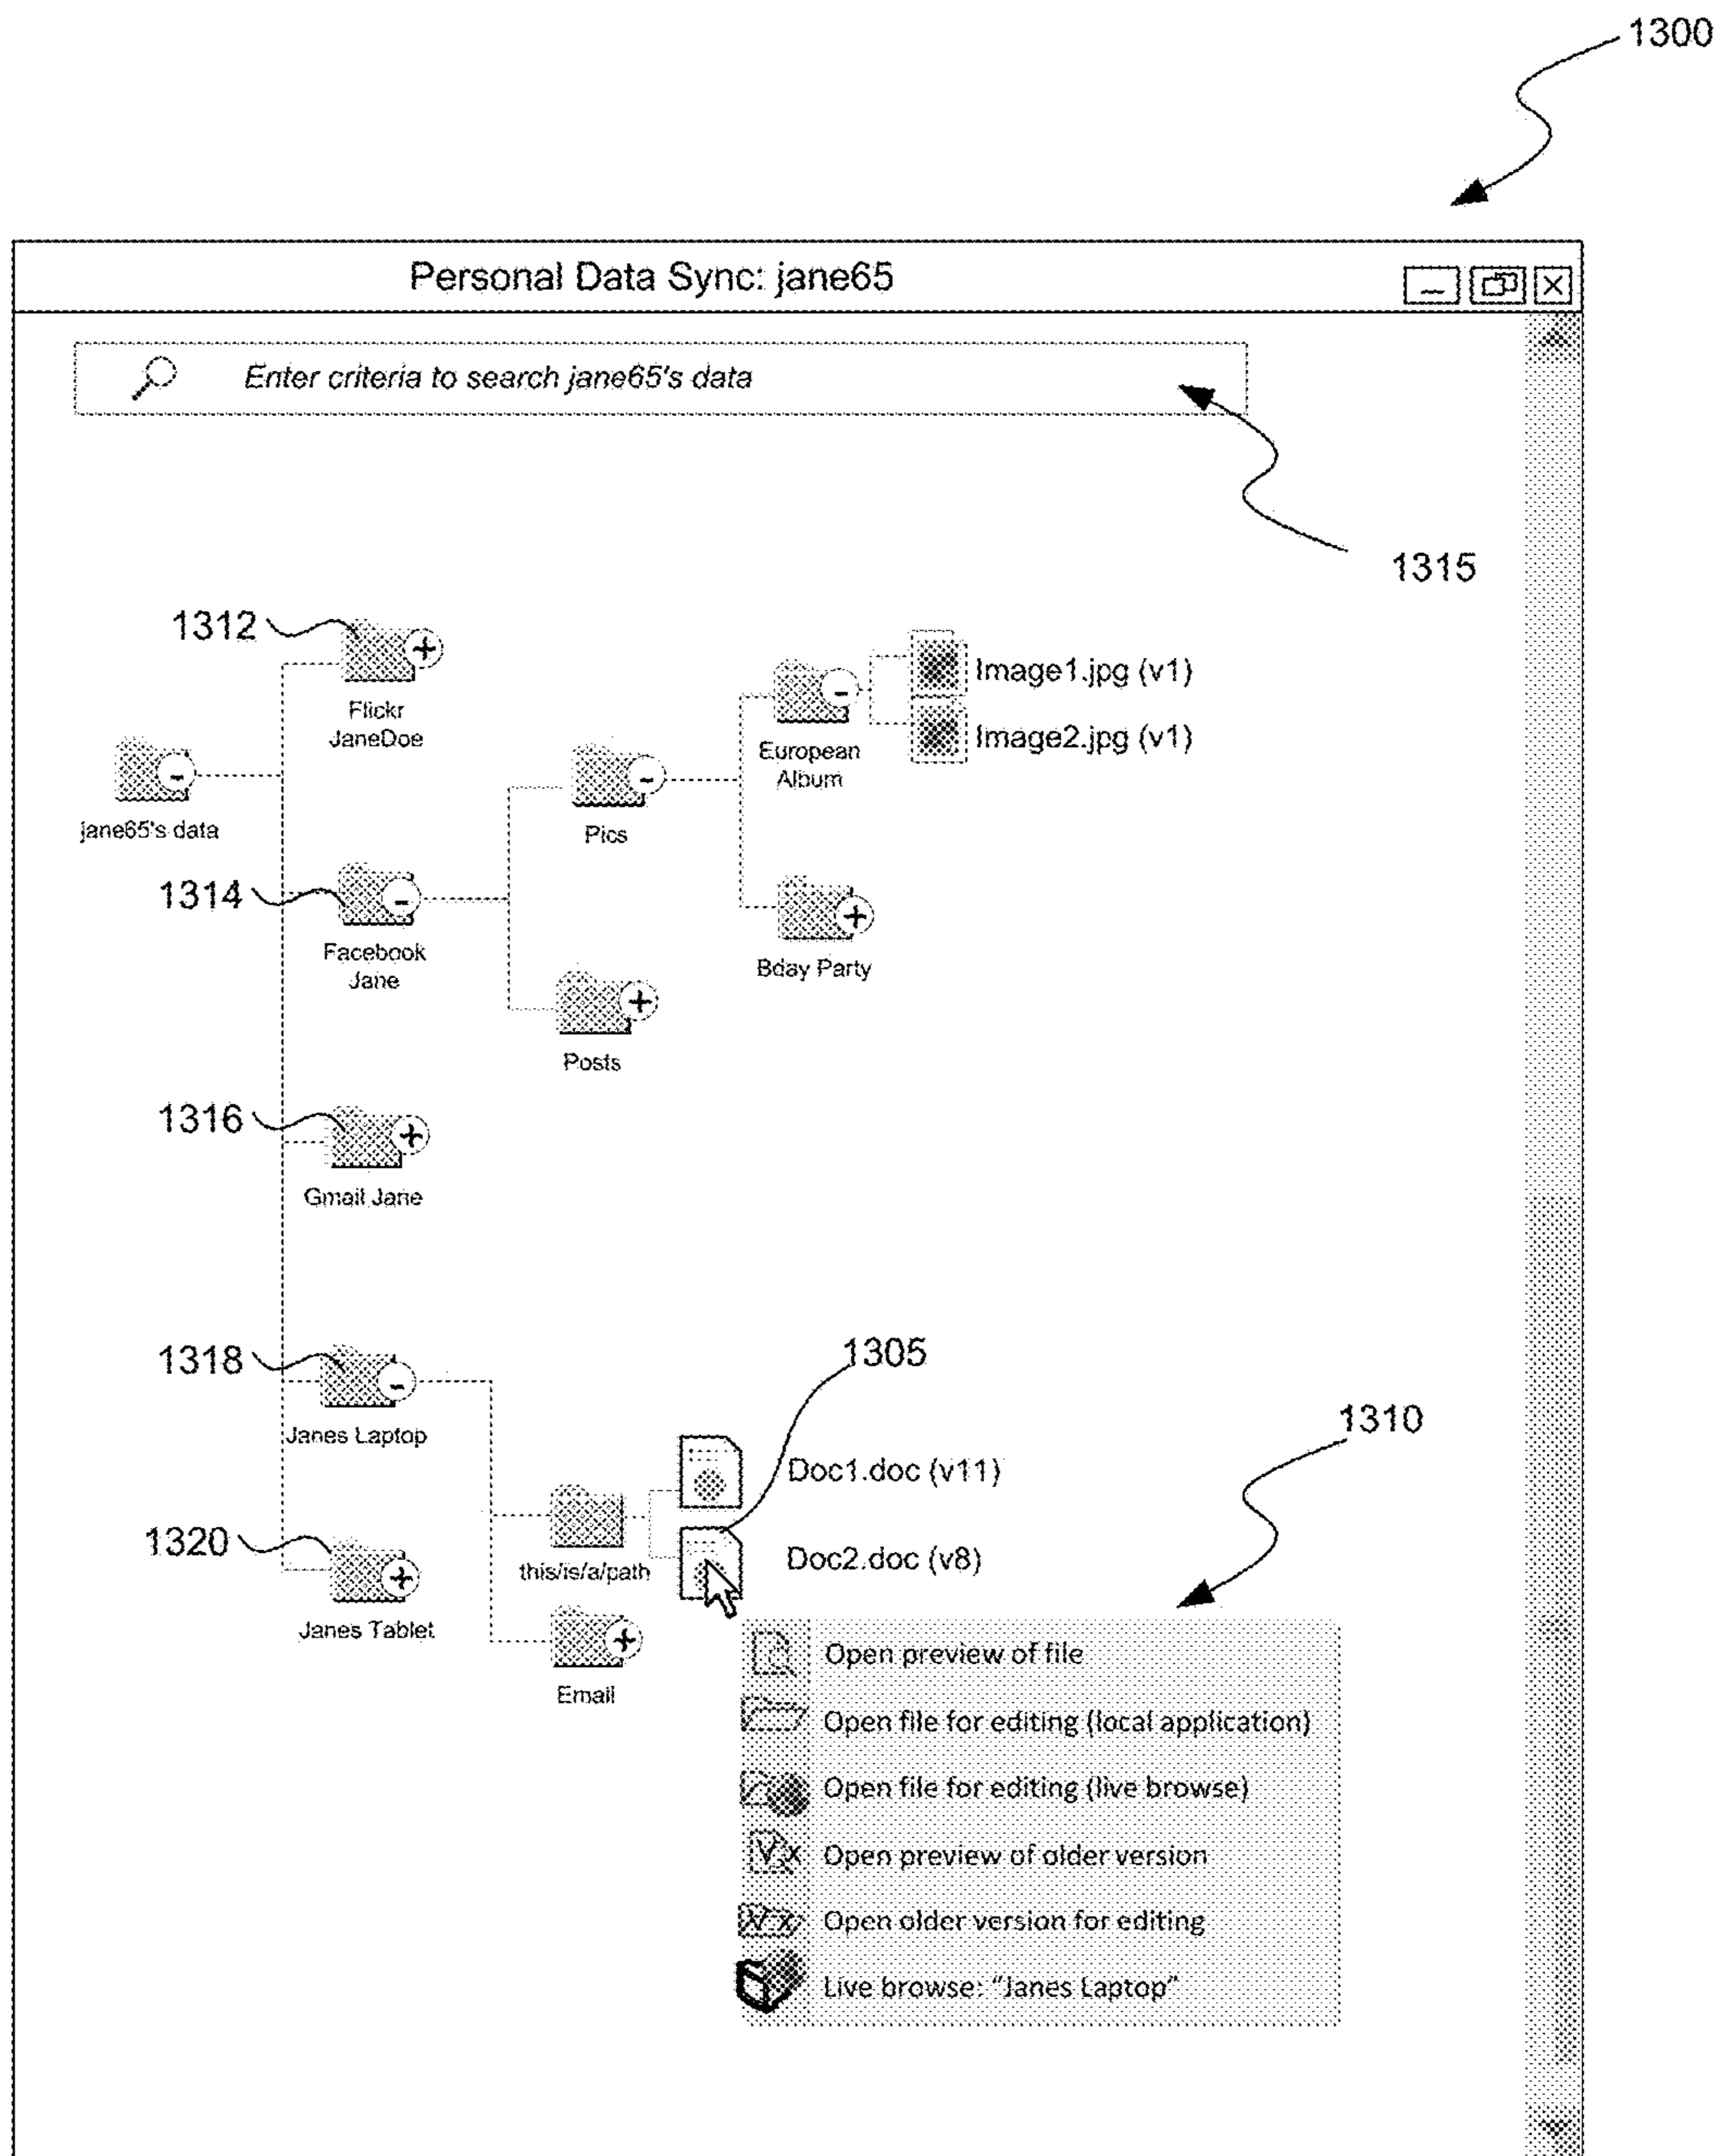 1300
Personal Data Sync: jane65
Enter criteria to search jane65's data
1315
1312
Flickr
JaneDoe
Image1.jpg (v1)
Image2.jpg (v1)
European
Album
jane65's data
Pics
1314
Facebook
Jane
Bday Party
Posts
1316
Gmail Jane
1318
Janes Laptop
1305
1310
Doc1.doc (v11)
1320
Janes Tablet
this/is/a/path
Doc2.doc (v8)
Email
Open preview of file
Open file for editing (local application)
Open file for editing (live browse)
Open preview of older version
Open older version for editing
Live browse: “Janes Laptop”